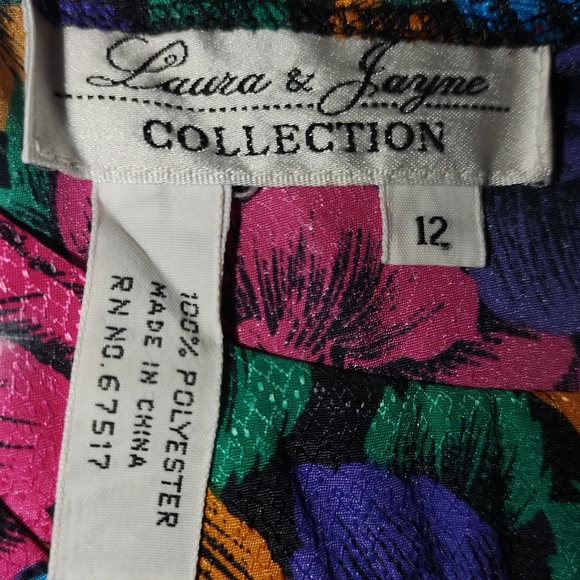 Laura & Jayne
COLLECTION
12
100% POLYESTER
MADE IN CHINA
RN NO. 67517